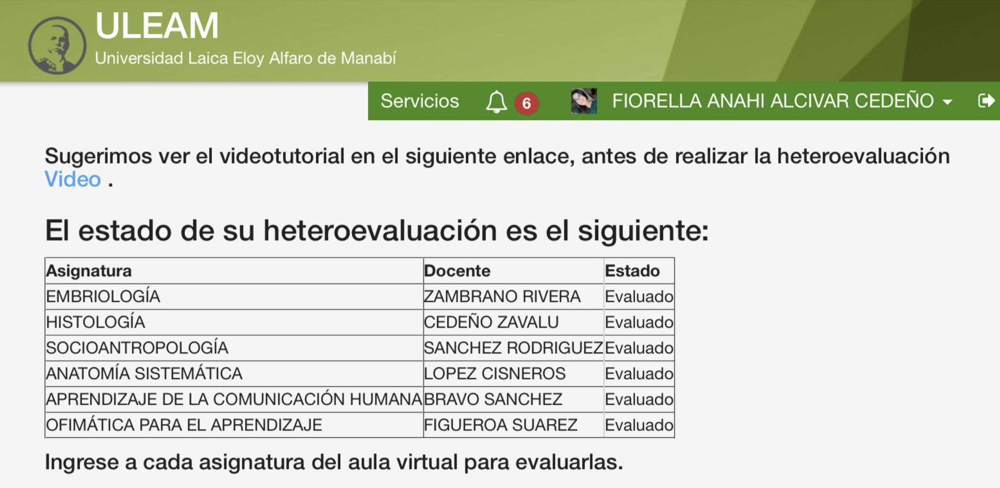 ULEAM
Universidad Laica Eloy Alfaro de Manabí
Servicios 6 FIORELLA ANAHI ALCIVAR CEDEÑO
Sugerimos ver el videotutorial en el siguiente enlace, antes de realizar la heteroevaluación
Video .
El estado de su heteroevaluación es el siguiente:
Asignatura Docente Estado
EMBRIOLOGÍA ZAMBRANO RIVERA Evaluado
HISTOLOGÍA CEDEÑO ZAVALU Evaluado
SOCIOANTROPOLOGÍA SANCHEZ RODRIGUEZ Evaluado
ANATOMÍA SISTEMÁTICA LOPEZ CISNEROS Evaluado
APRENDIZAJE DE LA COMUNICACIÓN HUMANA BRAVO SANCHEZ Evaluado
OFIMÁTICA PARA EL APRENDIZAJE FIGUEROA SUAREZ Evaluado
Ingrese a cada asignatura del aula virtual para evaluarlas.